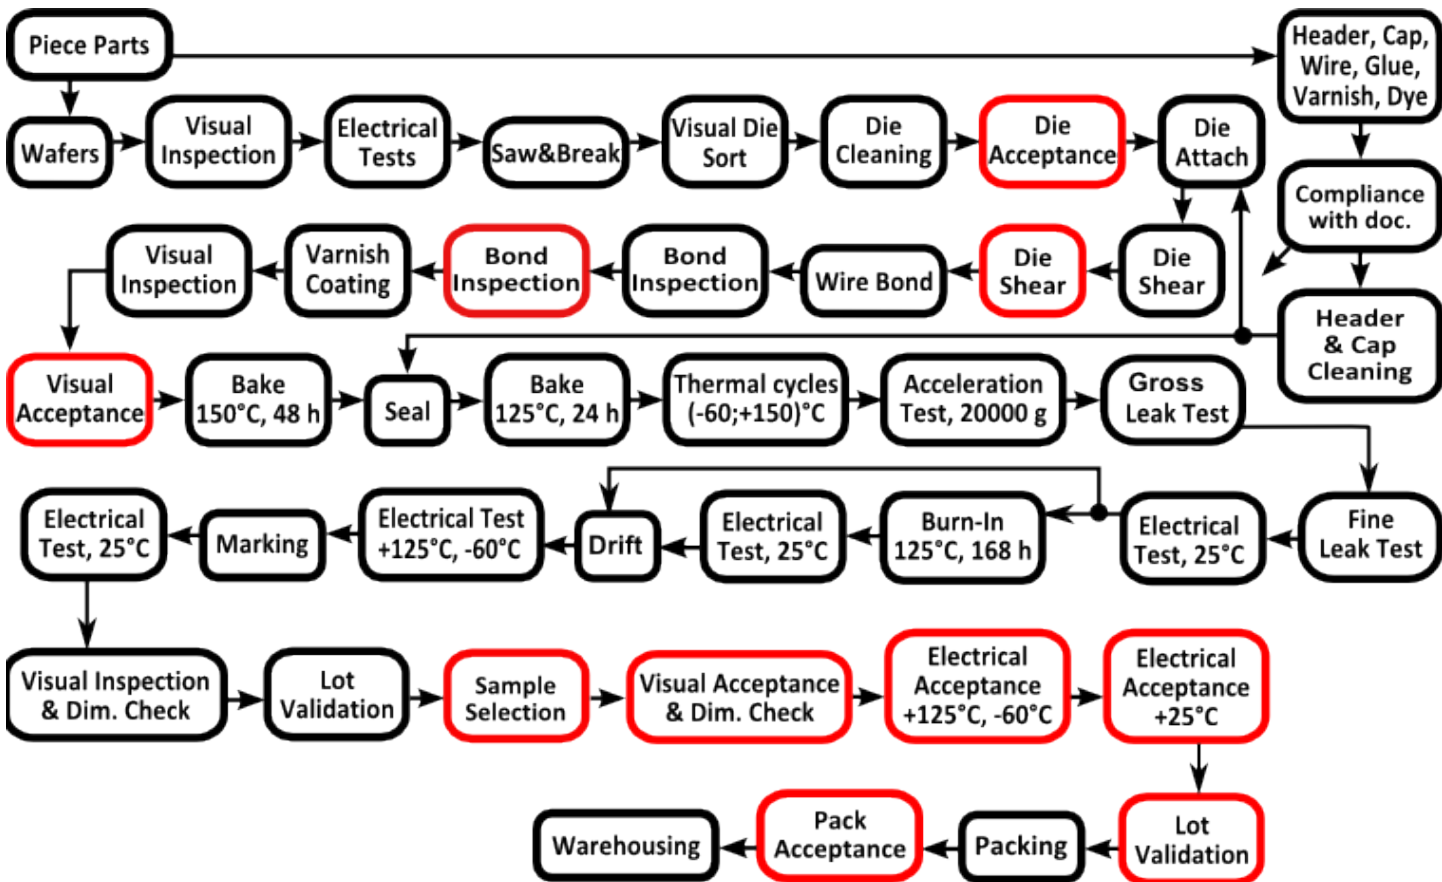 Piece Parts
Header, Cap,
Wire, Glue,
Varnish, Dye
Wafers
Visual
Inspection
Electrical
Tests
Saw&Break
Visual Die
Sort
Die
Cleaning
Die
Acceptance
Die
Attach
Compliance
with doc.
Visual
Inspection
Varnish
Coating
Bond
Inspection
Bond
Inspection
Wire Bond
Die
Shear
Die
Shear
Header
& Cap
Cleaning
Visual
Acceptance
Bake
150°C, 48 h
Seal
Bake
125°C, 24 h
Thermal cycles
(-60;+150)°C
Acceleration
Test, 20000 g
Gross
Leak Test
Electrical
Test, 25°C
Marking
Electrical Test
+125°C, -60°C
Drift
Electrical
Test, 25°C
Burn-In
125°C, 168 h
Electrical
Test, 25°C
Fine
Leak Test
Visual Inspection
& Dim. Check
Lot
Validation
Sample
Selection
Visual Acceptance
& Dim. Check
Electrical
Acceptance
+125°C, -60°C
Electrical
Acceptance
+25°C
Warehousing
Pack
Acceptance
Packing
Lot
Validation